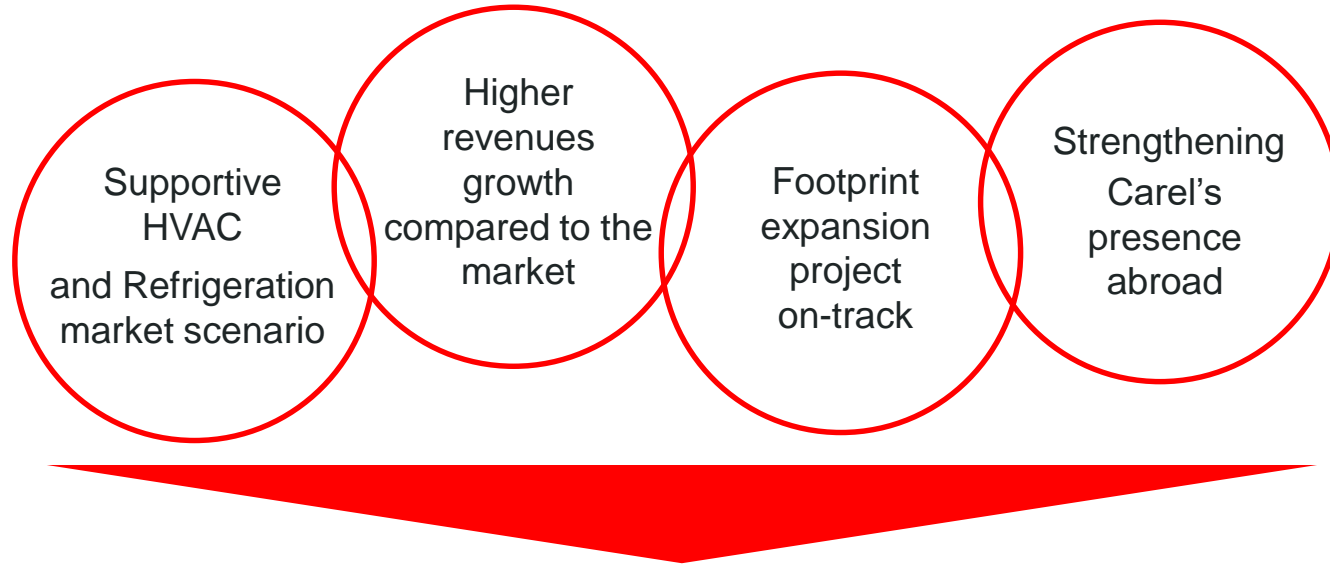 Supportive
HVAC
and Refrigeration
market scenario
Higher
revenues
growth
compared to the
market
Footprint
expansion
project
on-track
Strengthening
Carel’s
presence
abroad